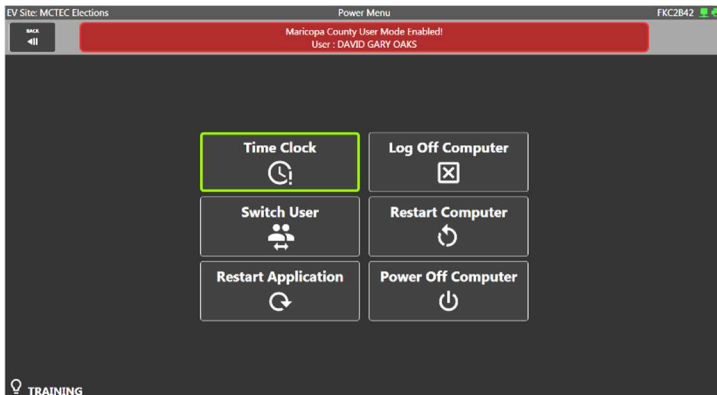 EV Site: MCTEC Elections
Power Menu
FKC2B42
BACK
Maricopa County User Mode Enabled!
User : DAVID GARY OAKS
Time Clock
Log Off Computer
Switch User
Restart Computer
Restart Application
Power Off Computer
TRAINING